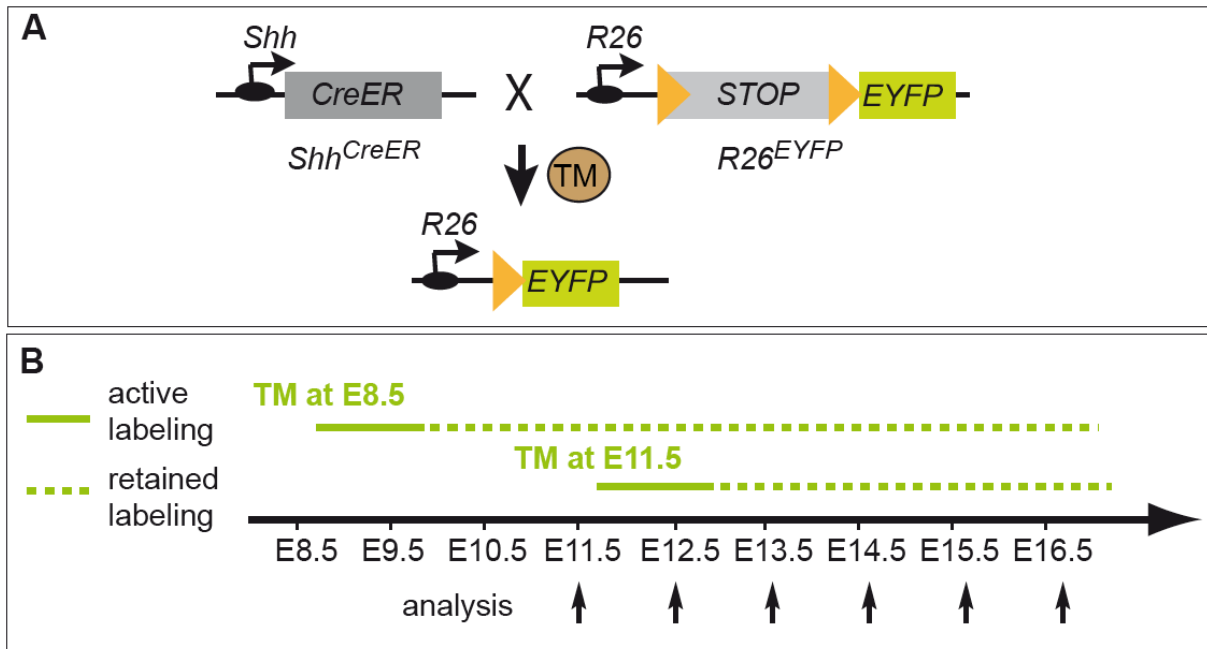 A
Shh
R26
CreER
X
STOP
EYFP
Shh^CreER
R26^EYFP
TM
R26
EYFP
B
active
labeling
TM at E8.5
TM at E11.5
retained
labeling
E8.5 E9.5 E10.5 E11.5 E12.5 E13.5 E14.5 E15.5 E16.5
analysis